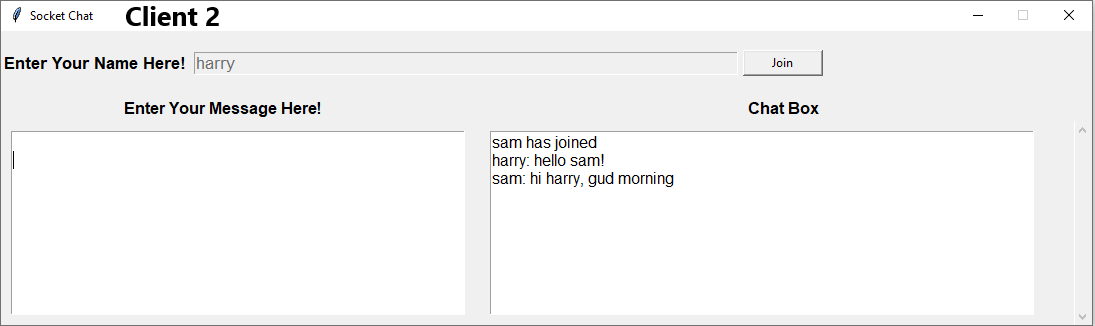 Socket Chat Client 2
Enter Your Name Here! harry Join
Enter Your Message Here! Chat Box
sam has joined
harry: hello sam!
sam: hi harry, gud morning